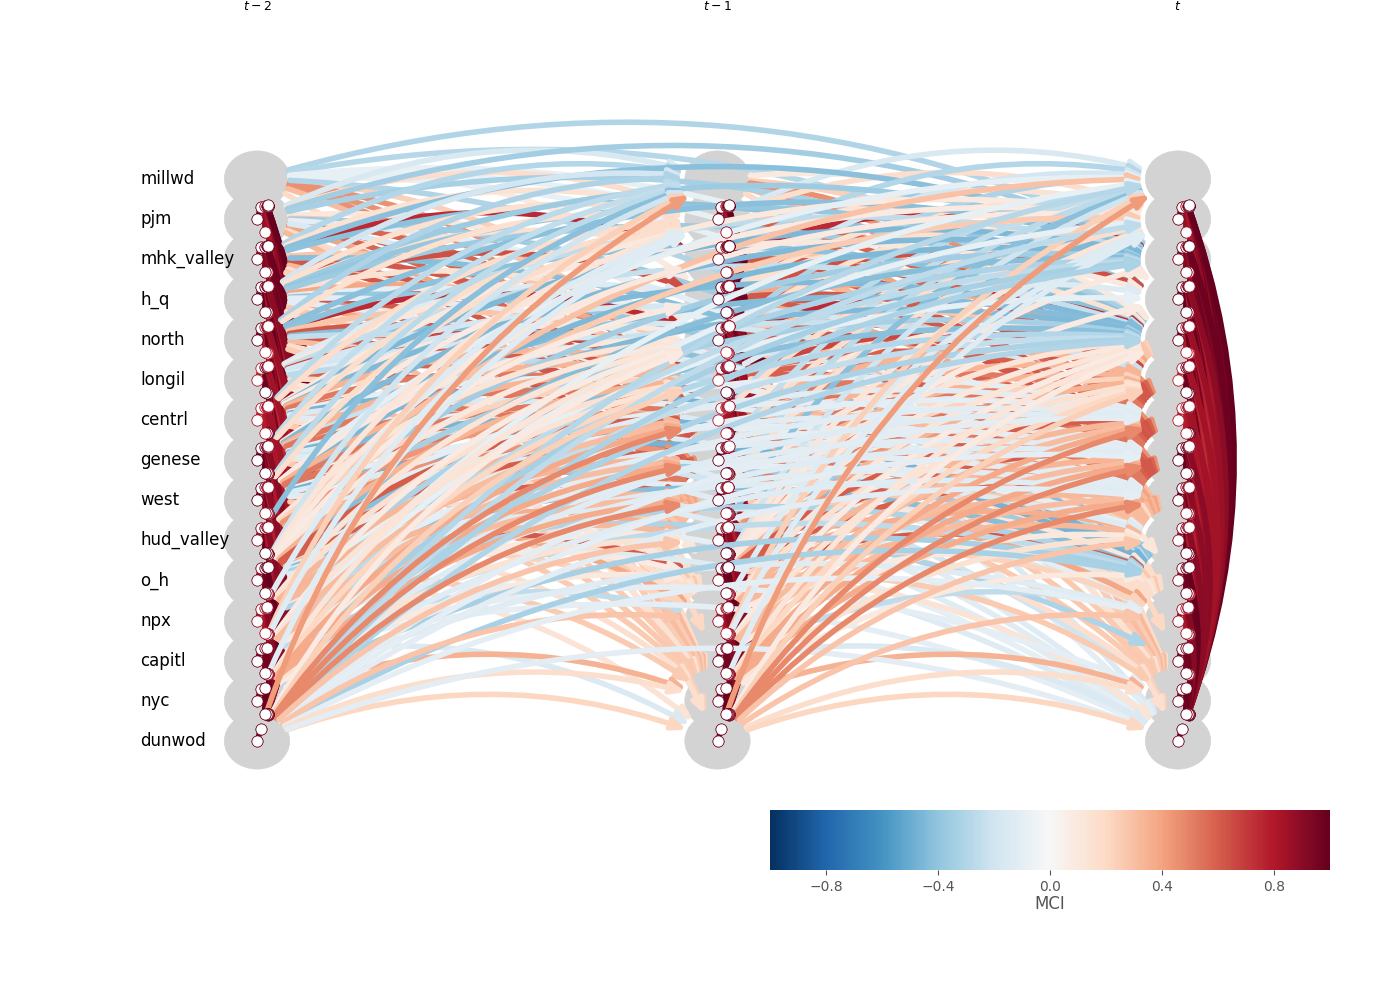 t − 2
t − 1
t
millwd
pjm
mhk_valley
h_q
north
longil
centrl
genese
west
hud_valley
o_h
npx
capitl
nyc
dunwod
−0.8
−0.4
0.0
0.4
0.8
MCI